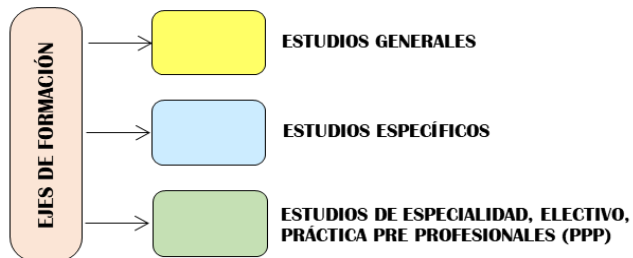 EJES DE FORMACIÓN
ESTUDIOS GENERALES
ESTUDIOS ESPECÍFICOS
ESTUDIOS DE ESPECIALIDAD, ELECTIVO,
PRÁCTICA PRE PROFESIONALES (PPP)